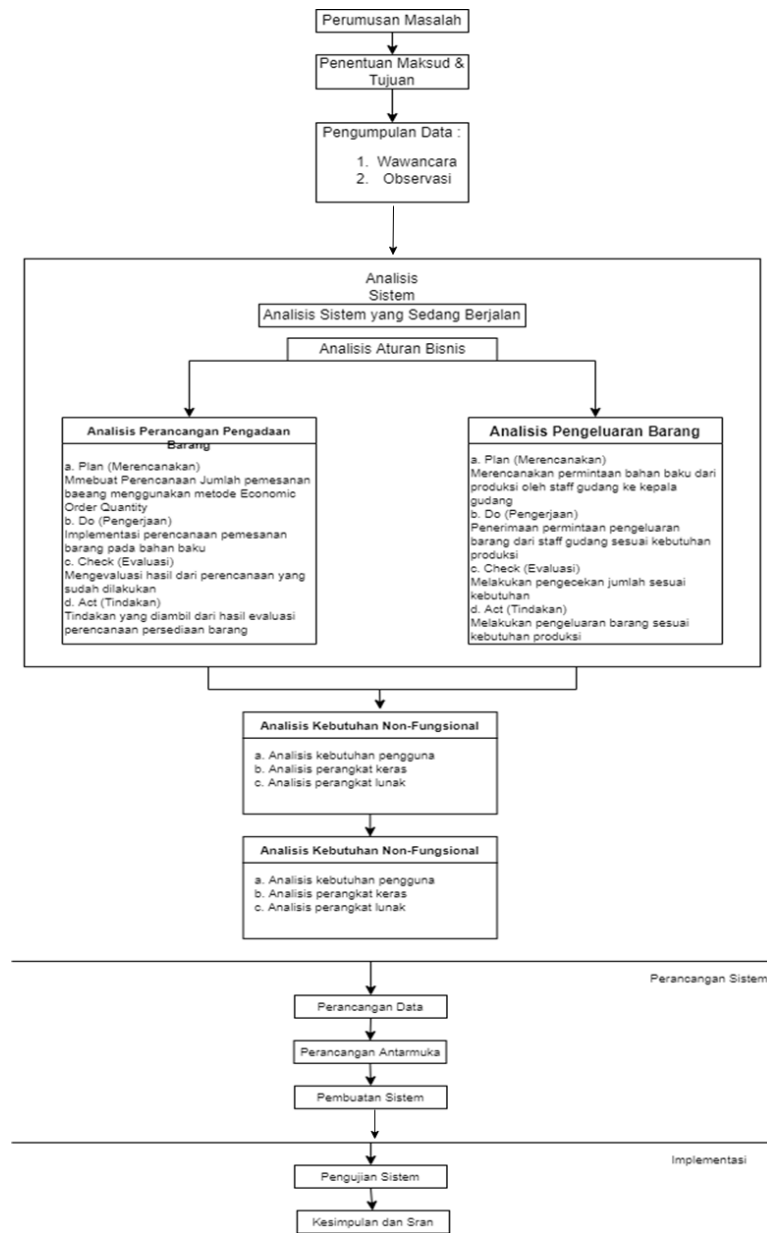 Perumusan Masalah
Penentuan Maksud &
Tujuan
Pengumpulan Data :
1. Wawancara
2. Observasi
Analisis
Sistem
Analisis Sistem yang Sedang Berjalan
Analisis Aturan Bisnis
Analisis Perancangan Pengadaan
Barang
a. Plan (Merencanakan)
Mmebuat Perencanaan Jumlah pemesanan
baeang menggunakan metode Economic
Order Quantity
b. Do (Pengerjaan)
Implementasi perencanaan pemesanan
barang pada bahan baku
c. Check (Evaluasi)
Mengevaluasi hasil dari perencanaan yang
sudah dilakukan
d. Act (Tindakan)
Tindakan yang diambil dari hasil evaluasi
perencanaan persediaan barang
Analisis Pengeluaran Barang
a. Plan (Merencanakan)
Merencanakan permintaan bahan baku dari
produksi oleh staff gudang ke kepala
gudang
b. Do (Pengerjaan)
Penerimaan permintaan pengeluaran
barang dari staff gudang sesuai kebutuhan
produksi
c. Check (Evaluasi)
Melakukan pengecekan jumlah sesuai
kebutuhan
d. Act (Tindakan)
Melakukan pengeluaran barang sesuai
kebutuhan produksi
Analisis Kebutuhan Non-Fungsional
a. Analisis kebutuhan pengguna
b. Analisis perangkat keras
c. Analisis perangkat lunak
Analisis Kebutuhan Non-Fungsional
a. Analisis kebutuhan pengguna
b. Analisis perangkat keras
c. Analisis perangkat lunak
Perancangan Sistem
Perancangan Data
Perancangan Antarmuka
Pembuatan Sistem
Implementasi
Pengujian Sistem
Kesimpulan dan Sran